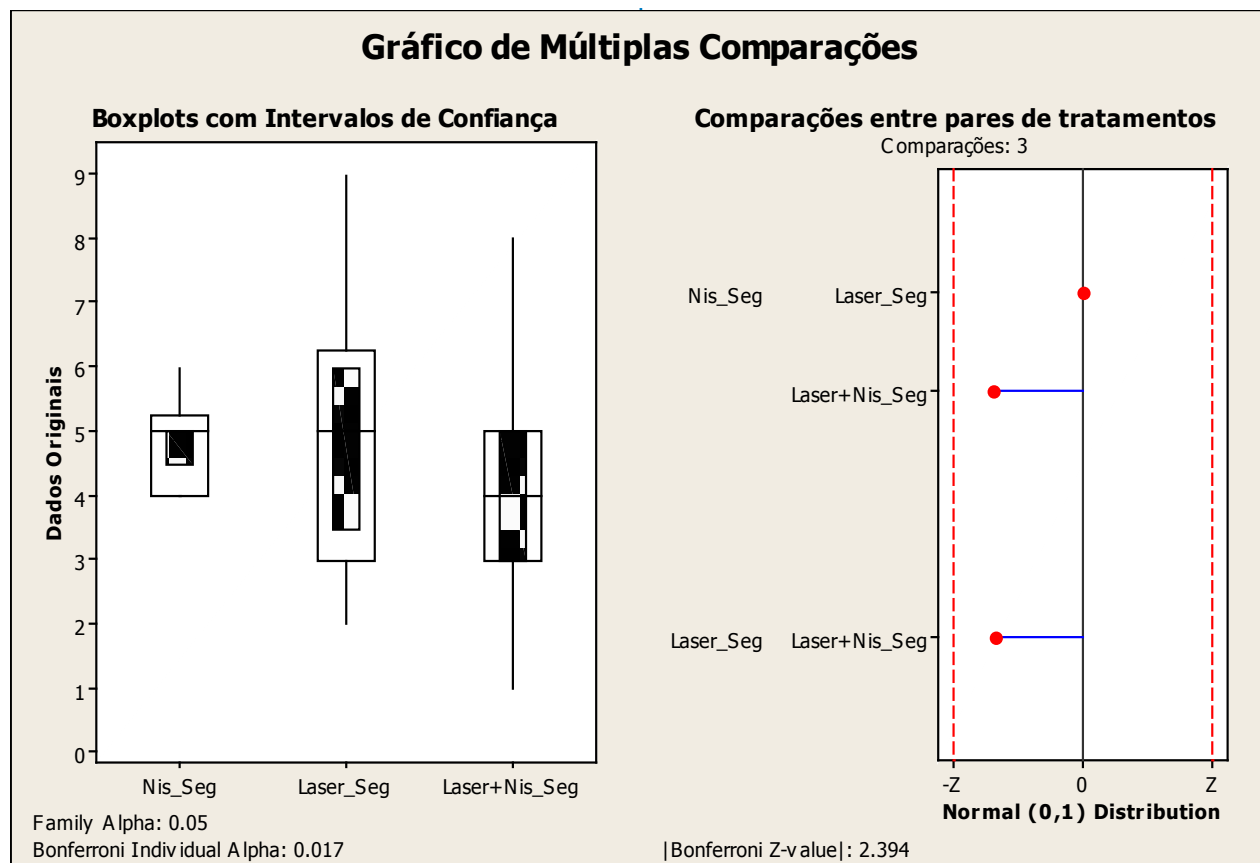 Gráfico de Múltiplas Comparações
Boxplots com Intervalos de Confiança
Dados Originais
9
8
7
6
5
4
3
2
1
0
Nis_Seg Laser_Seg Laser+Nis_Seg
Family Alpha: 0.05
Bonferroni Individual Alpha: 0.017
Comparações entre pares de tratamentos
Comparações: 3
Nis_Seg Laser_Seg
Laser+Nis_Seg
Laser_Seg Laser+Nis_Seg
-Z 0 Z
Normal (0,1) Distribution
|Bonferroni Z-value|: 2.394